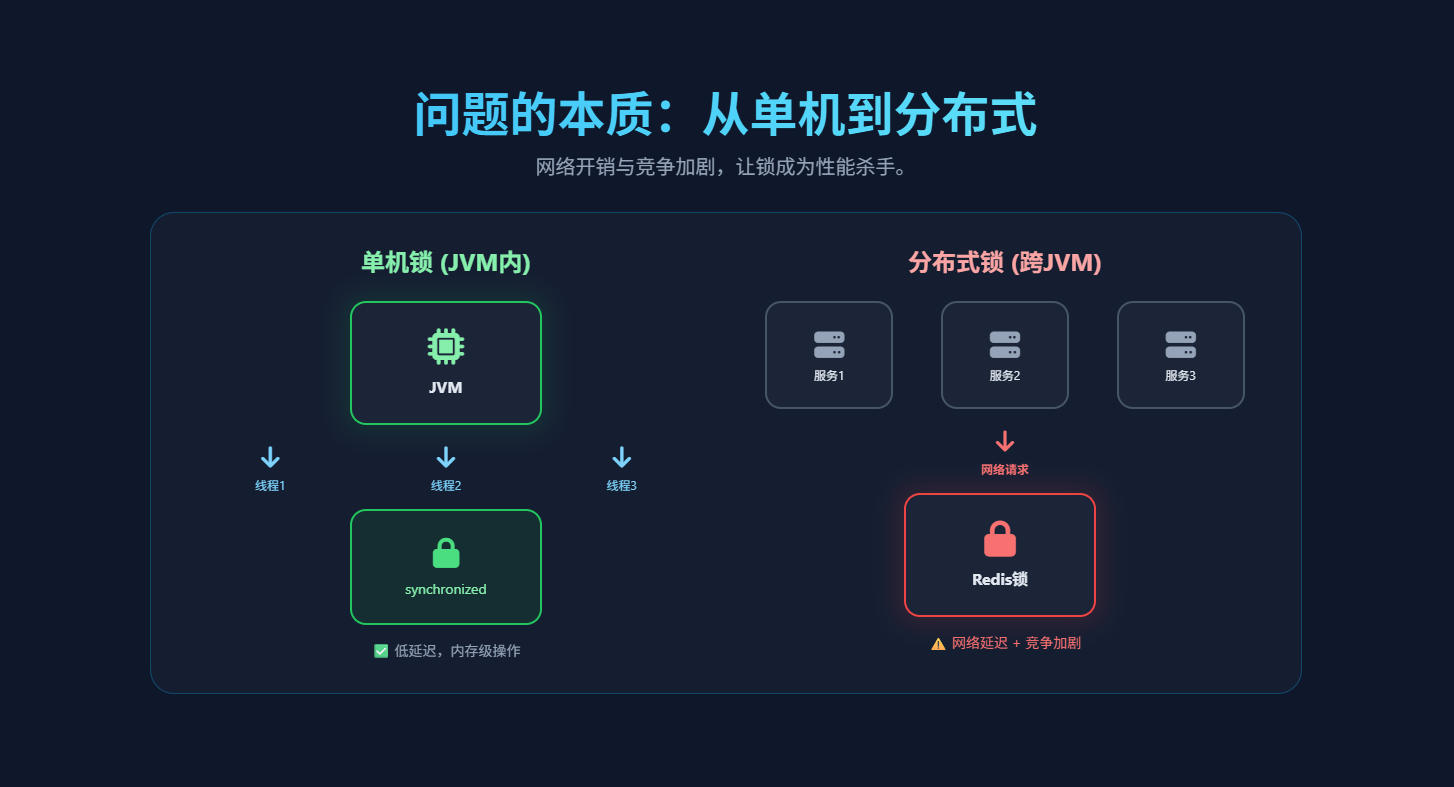 问题的本质：从单机到分布式
网络开销与竞争加剧，让锁成为性能杀手。
单机锁 (JVM内)
JVM
线程1
线程2
线程3
synchronized
✅ 低延迟，内存级操作
分布式锁 (跨JVM)
服务1
服务2
服务3
网络请求
Redis锁
⚠️ 网络延迟 + 竞争加剧